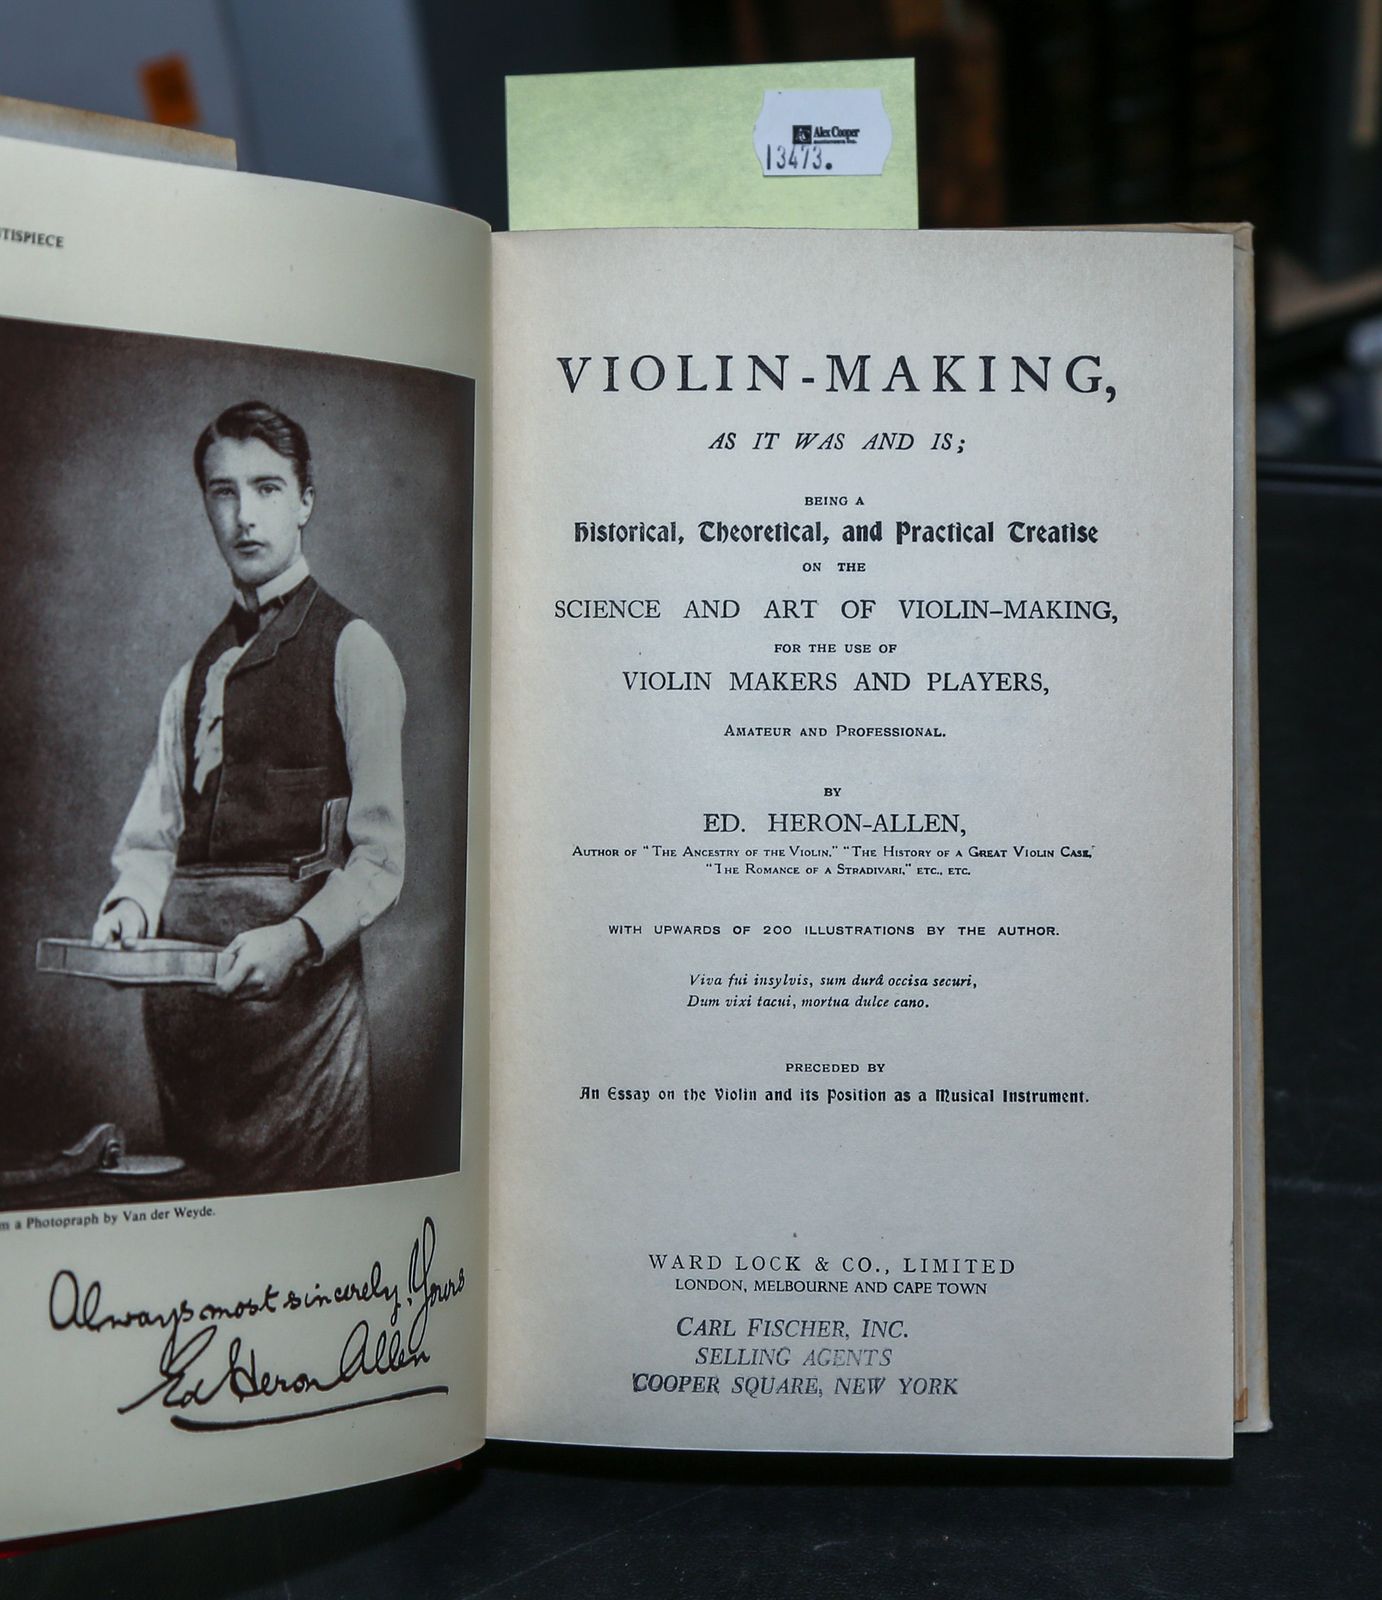 Alex Cooper
13473.
VIOLIN-MAKING,
AS IT WAS AND IS;
BEING A
Historical, Theoretical, and Practical Treatise
ON THE
SCIENCE AND ART OF VIOLIN-MAKING,
FOR THE USE OF
VIOLIN MAKERS AND PLAYERS,
AMATEUR AND PROFESSIONAL.
BY
ED. HERON-ALLEN,
AUTHOR OF "THE ANCESTRY OF THE VIOLIN," "THE HISTORY OF A GREAT VIOLIN CASE,"
"THE ROMANCE OF A STRADIVARI," ETC., ETC.
WITH UPWARDS OF 200 ILLUSTRATIONS BY THE AUTHOR.
Viva fui insylvis, sum durâ occisa securi,
Dum vixi tacui, mortua dulce cano.
PRECEDED BY
An Essay on the Violin and its Position as a Musical Instrument.
WARD LOCK & CO., LIMITED
LONDON, MELBOURNE AND CAPE TOWN
CARL FISCHER, INC.
SELLING AGENTS
COOPER SQUARE, NEW YORK
TISPIECE
m a Photograph by Van der Weyde.
Always most sincerely Yours
Ed Heron Allen